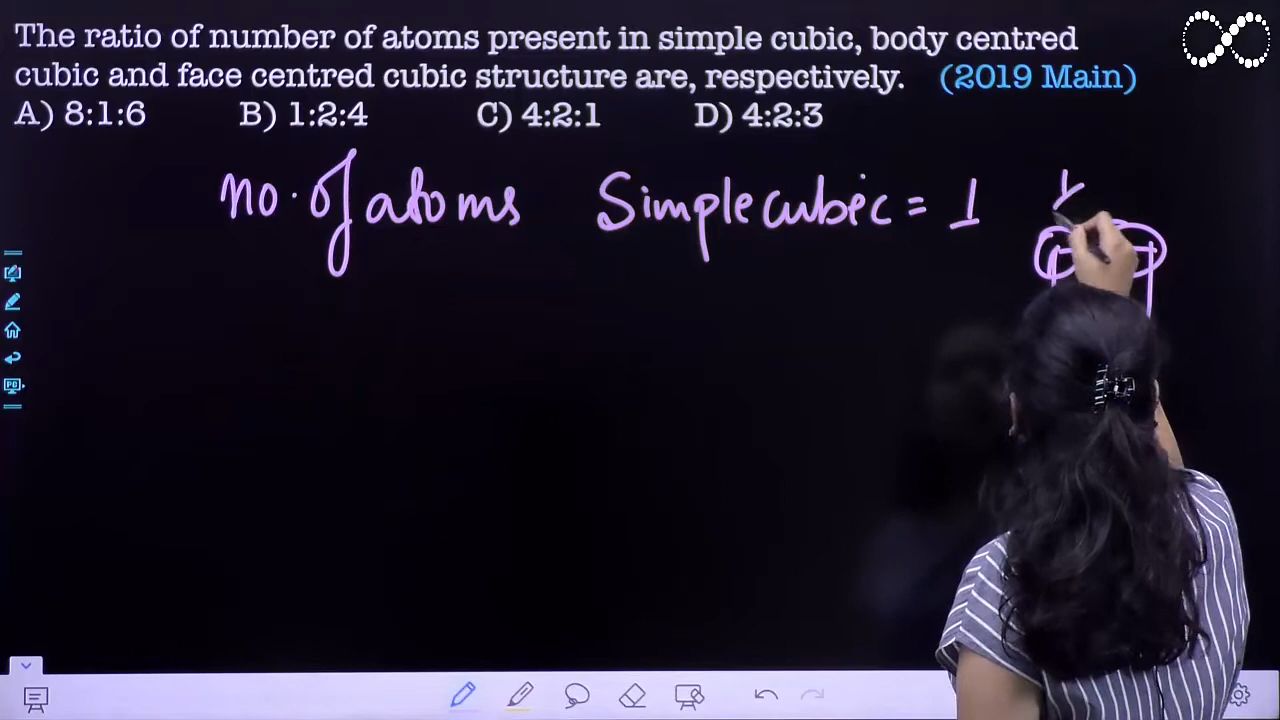 The ratio of number of atoms present in simple cubic, body centred
cubic and face centred cubic structure are, respectively. (2019 Main)
A) 8:1:6 B) 1:2:4 C) 4:2:1 D) 4:2:3
no. of atoms Simple cubic = 1